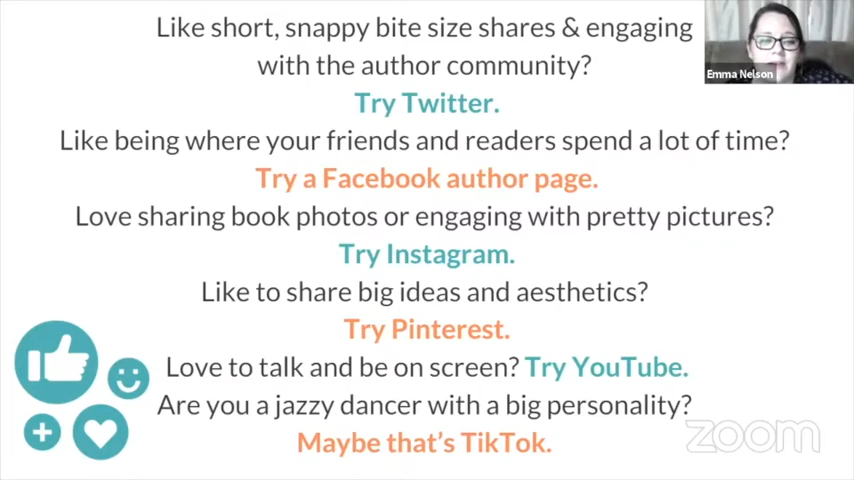 Like short, snappy bite size shares & engaging
with the author community?
Try Twitter.
Like being where your friends and readers spend a lot of time?
Try a Facebook author page.
Love sharing book photos or engaging with pretty pictures?
Try Instagram.
Like to share big ideas and aesthetics?
Try Pinterest.
Love to talk and be on screen? Try YouTube.
Are you a jazzy dancer with a big personality?
Maybe that's TikTok.
Emma Nelson
zoom